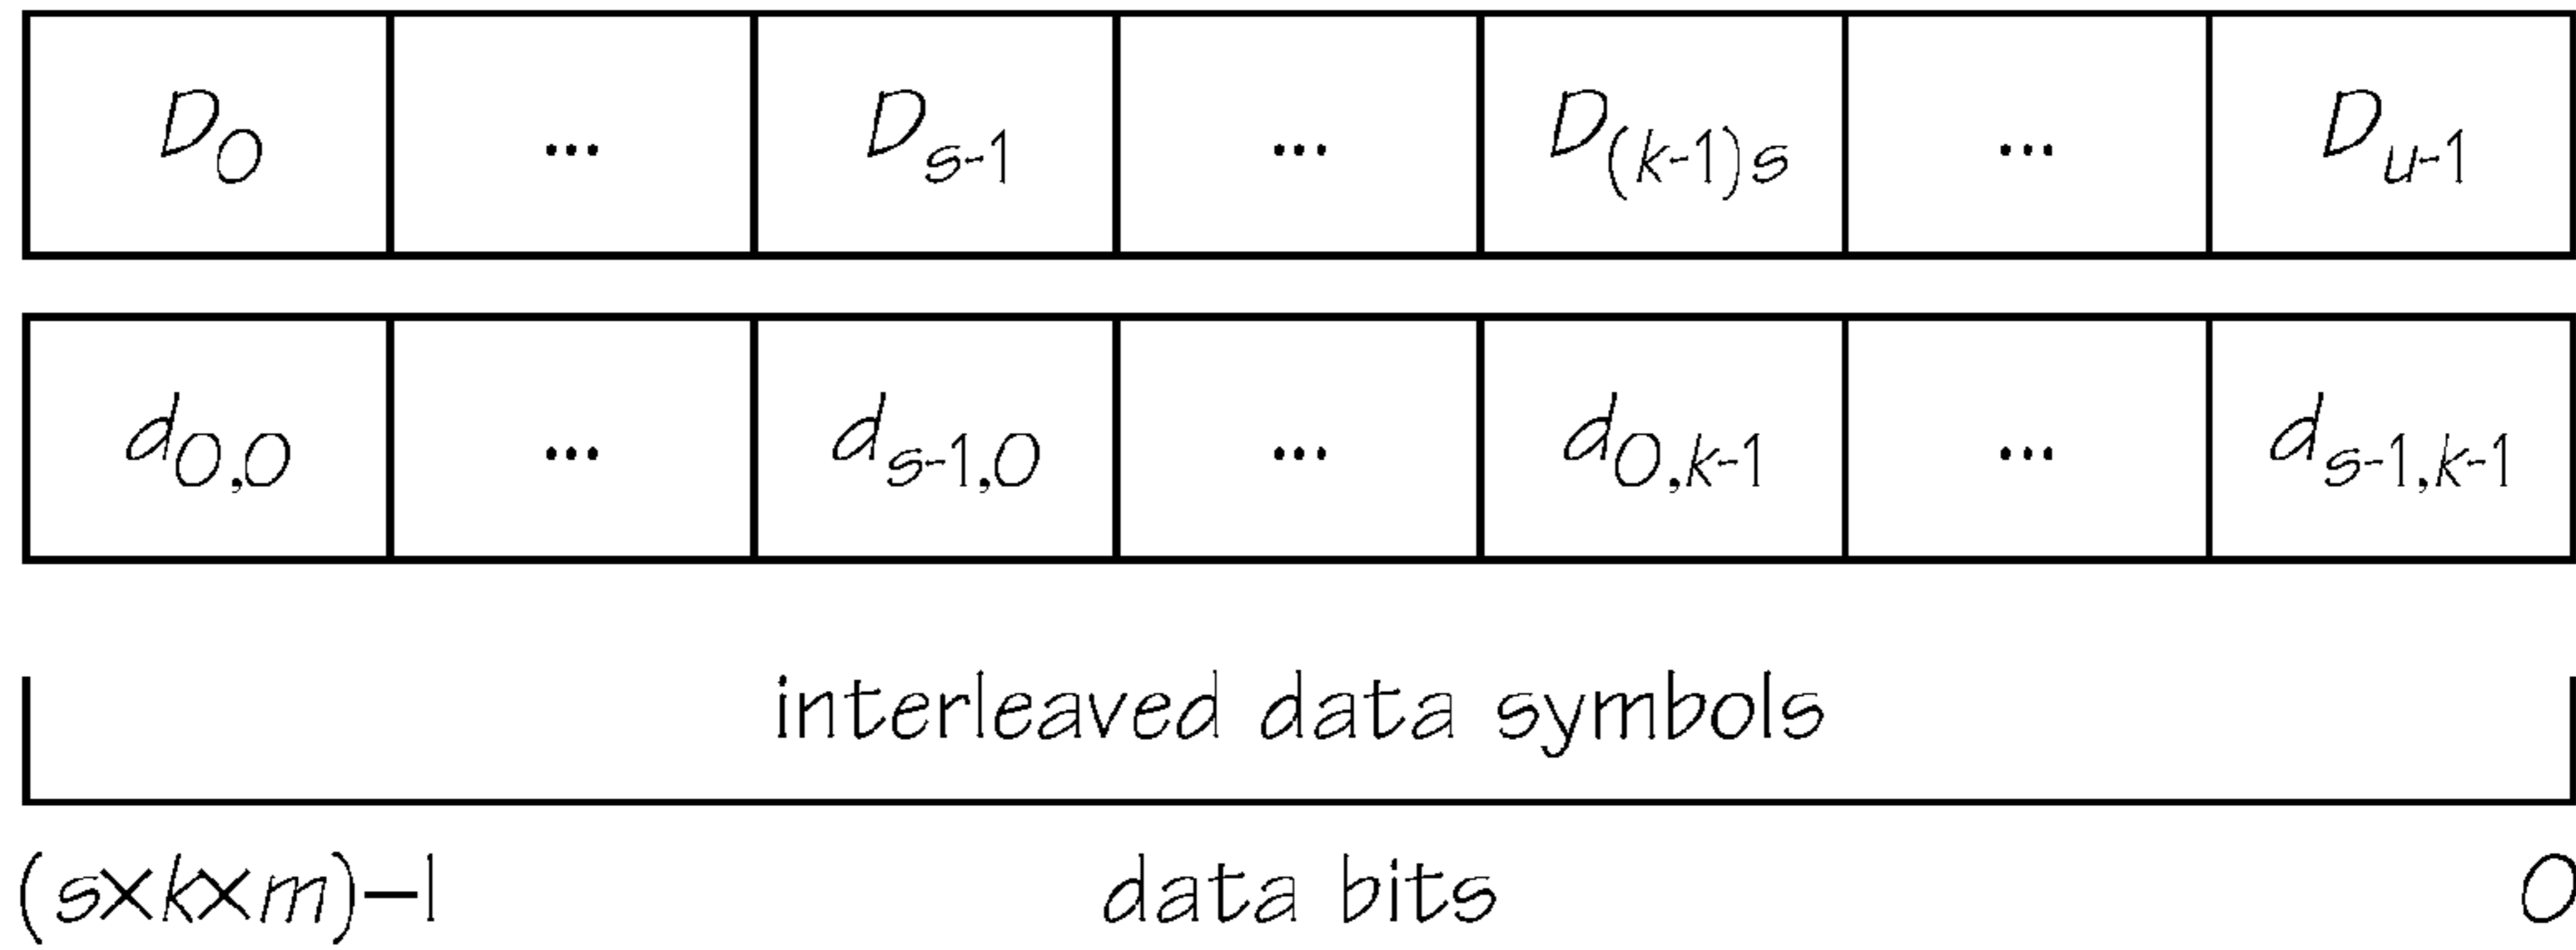 D0 ... Ds-1 ... D(k-1)s ... Du-1
d0,0 ... ds-1,0 ... d0,k-1 ... ds-1,k-1
interleaved data symbols
(s×k×m)–1 data bits 0